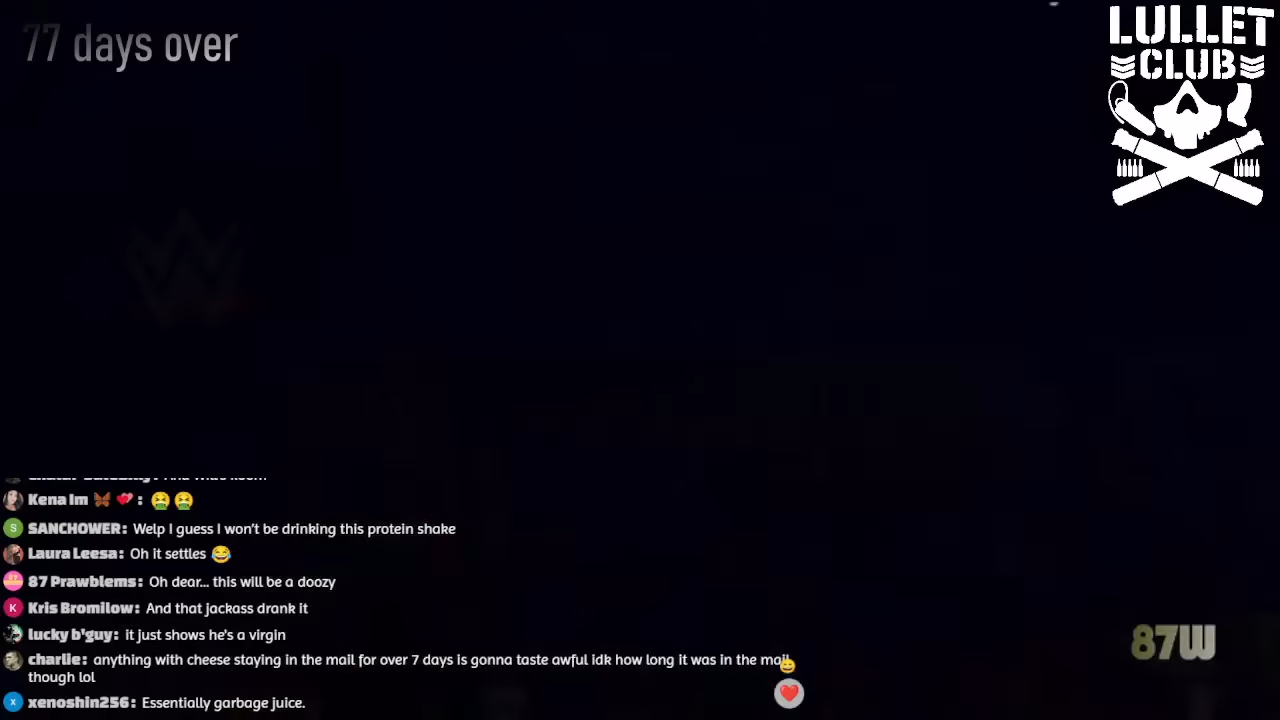 77 days over
LULLET
CLUB
Kena Im :
S SANCHOWER: Welp I guess I won't be drinking this protein shake
Laura Leesa: Oh it settles
87 Prawblems: Oh dear... this will be a doozy
K Kris Bromilow: And that jackass drank it
lucky b'guy: it just shows he's a virgin
charlie: anything with cheese staying in the mail for over 7 days is gonna taste awful idk how long it was in the mail
though lol
X xenoshin256: Essentially garbage juice.
87W